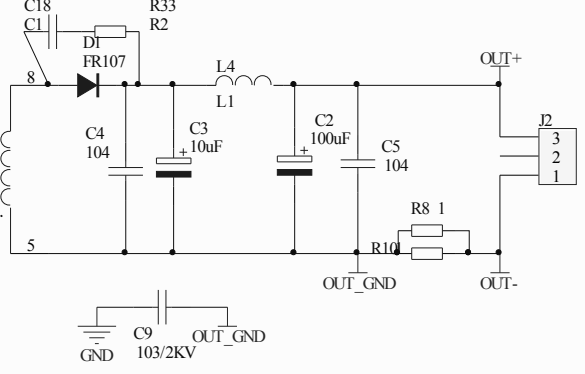 C18 R33
C1 R2
D1
FR107
8
L4
L1
OUT+
C4
104
C3
10uF
+
C2
100uF
+
C5
104
J2
3
2
1
R8 1
R10 1
5
OUT_GND
OUT-
C9
103/2KV
GND
OUT_GND